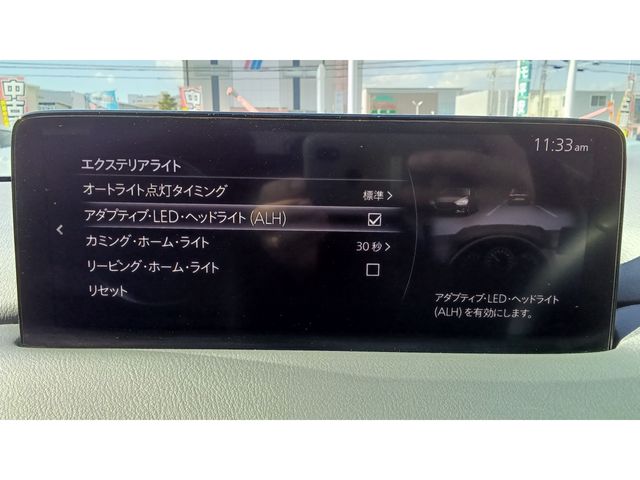 11:33 am
エクステリアライト
オートライト点灯タイミング 標準
アダプティブ・LED・ヘッドライト (ALH)
カミング・ホーム・ライト 30 秒
リービング・ホーム・ライト
リセット
アダプティブ・LED・ヘッドライト
(ALH) を有効にします。
中古